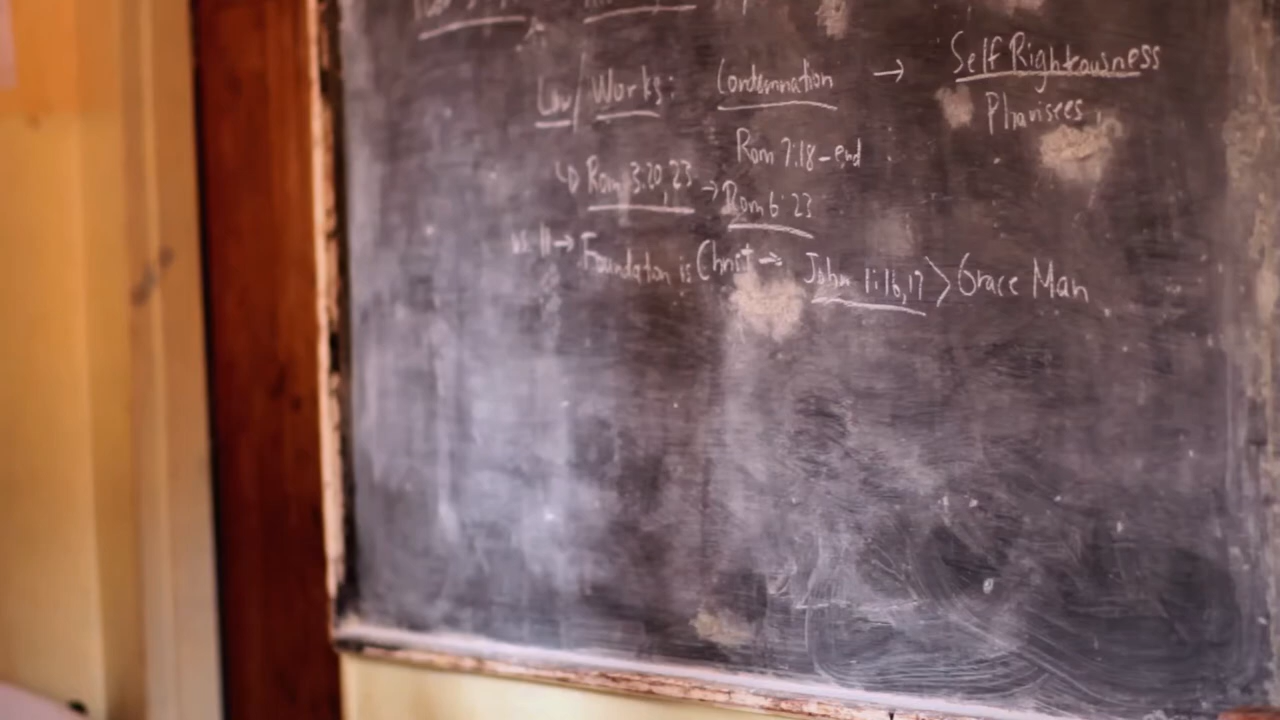 Law/Works: Condemnation → Self Righteousness
Pharisees
Rom 7:18-end
↳ Rom 3:20,23 → Rom 6:23
vs. 11 → Foundation is Christ → John 1:16,17 > Grace Man